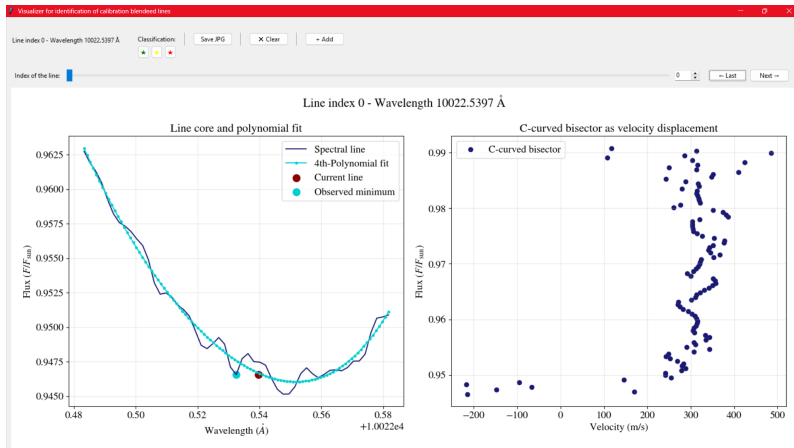 Visualizer for identification of calibration blendeed lines
Line index 0 - Wavelength 10022.5397 Å
Classification:
Save JPG
✕ Clear
+ Add
Index of the line:
0
← Last
Next →
Line index 0 - Wavelength 10022.5397 Å
Line core and polynomial fit
Spectral line
4th-Polynomial fit
Current line
Observed minimum
0.9625
0.9600
0.9575
0.9550
0.9525
0.9500
0.9475
0.9450
Flux (F/Fsun)
0.48 0.50 0.52 0.54 0.56 0.58
+1.0022e4
Wavelength (Å)
C-curved bisector as velocity displacement
C-curved bisector
0.99
0.98
0.97
0.96
0.95
Flux (F/Fsun)
−200 −100 0 100 200 300 400 500
Velocity (m/s)